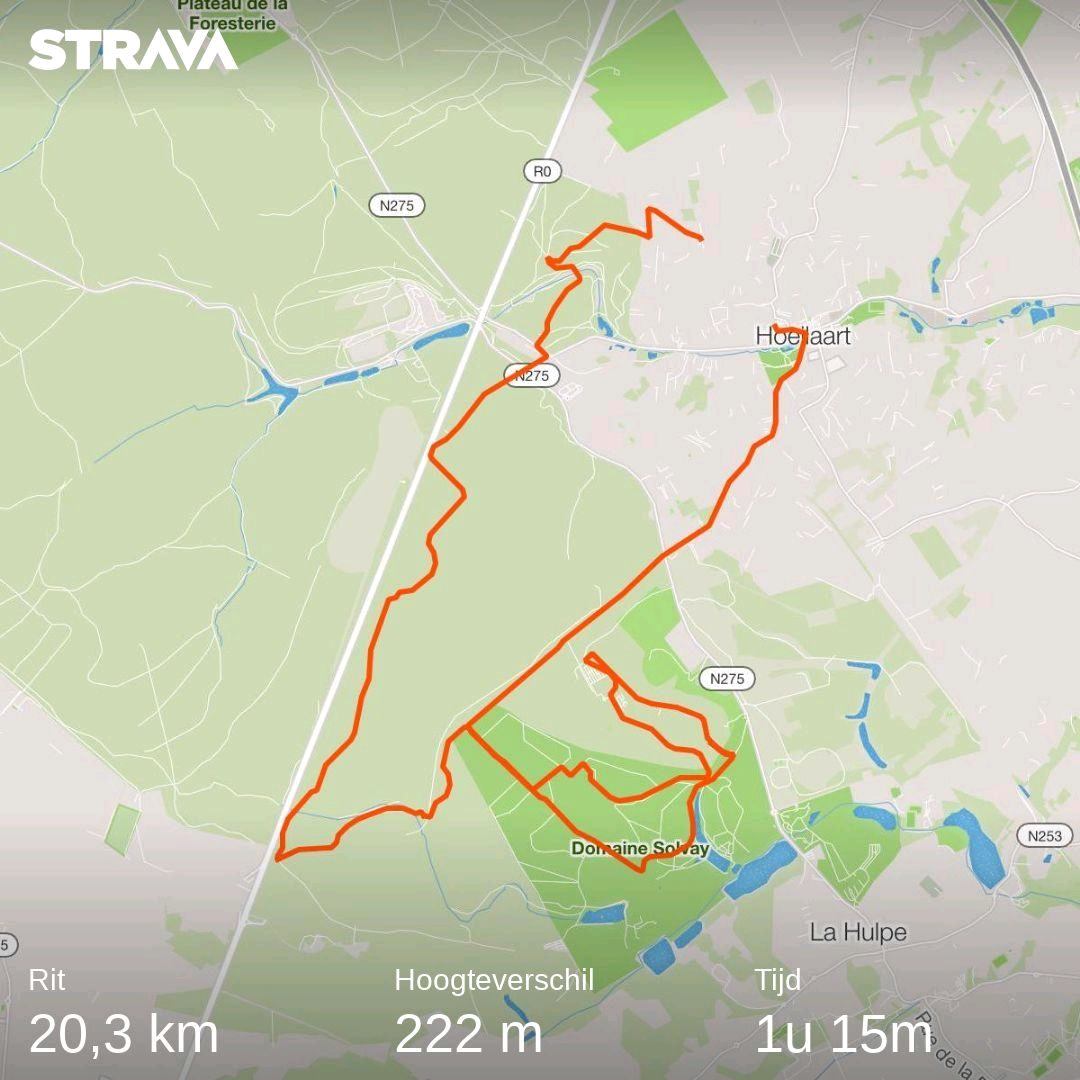 Plateau de la
Foresterie
STRAVA
R0
N275
Hoeilaart
N275
N275
N253
Domaine Solvay
La Hulpe
5
Rit
Hoogteverschil
Tijd
20,3 km
222 m
1u 15m